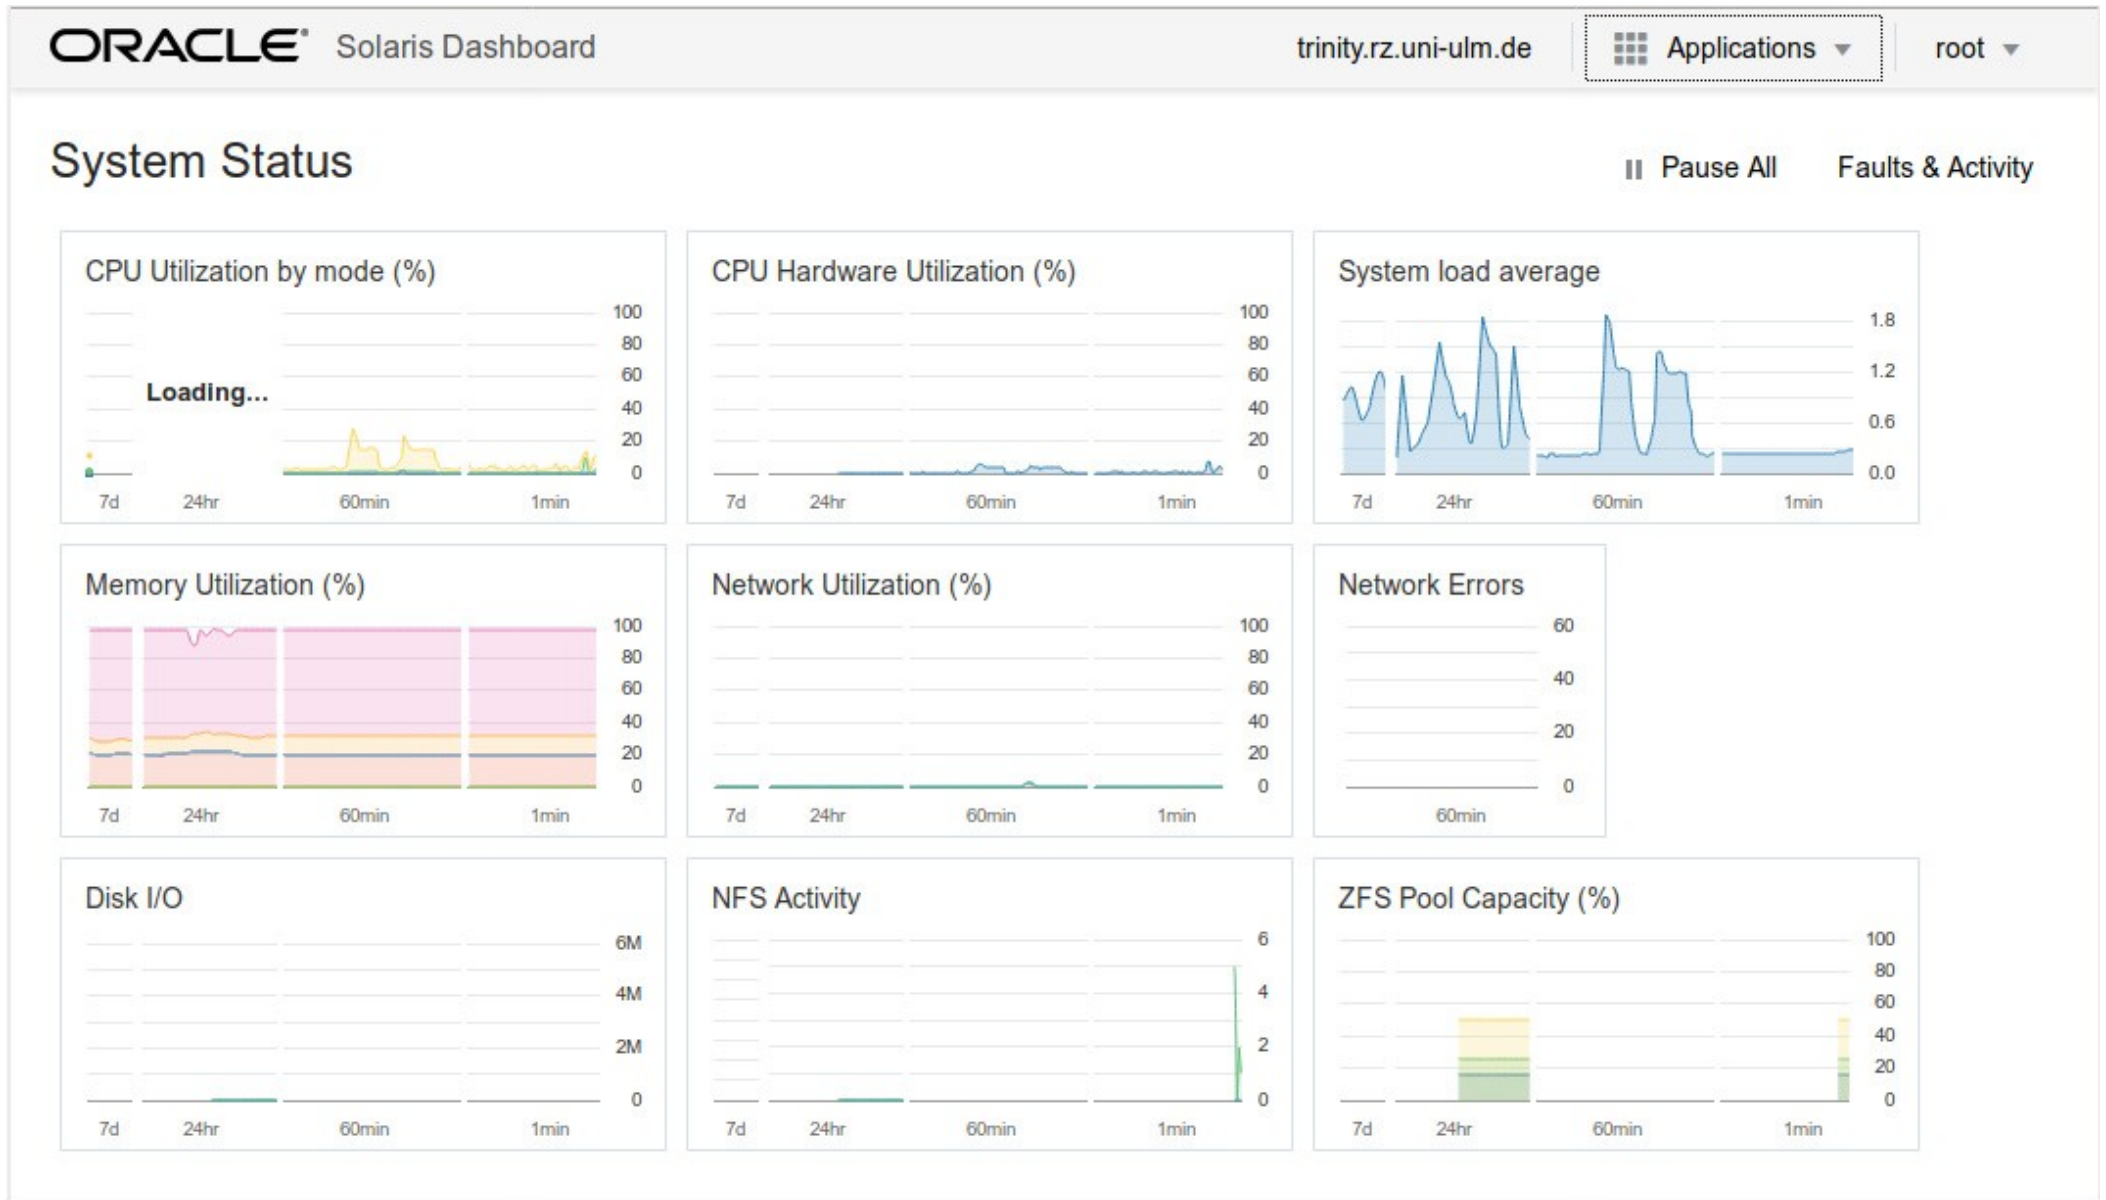 ORACLE® Solaris Dashboard trinity.rz.uni-ulm.de Applications root
System Status Pause All Faults & Activity
CPU Utilization by mode (%)
100
80
60
Loading...
40
20
0
7d 24hr 60min 1min
CPU Hardware Utilization (%)
100
80
60
40
20
0
7d 24hr 60min 1min
System load average
1.8
1.2
0.6
0.0
7d 24hr 60min 1min
Memory Utilization (%)
100
80
60
40
20
0
7d 24hr 60min 1min
Network Utilization (%)
100
80
60
40
20
0
7d 24hr 60min 1min
Network Errors
60
40
20
0
60min
Disk I/O
6M
4M
2M
0
7d 24hr 60min 1min
NFS Activity
6
4
2
0
7d 24hr 60min 1min
ZFS Pool Capacity (%)
100
80
60
40
20
0
7d 24hr 60min 1min